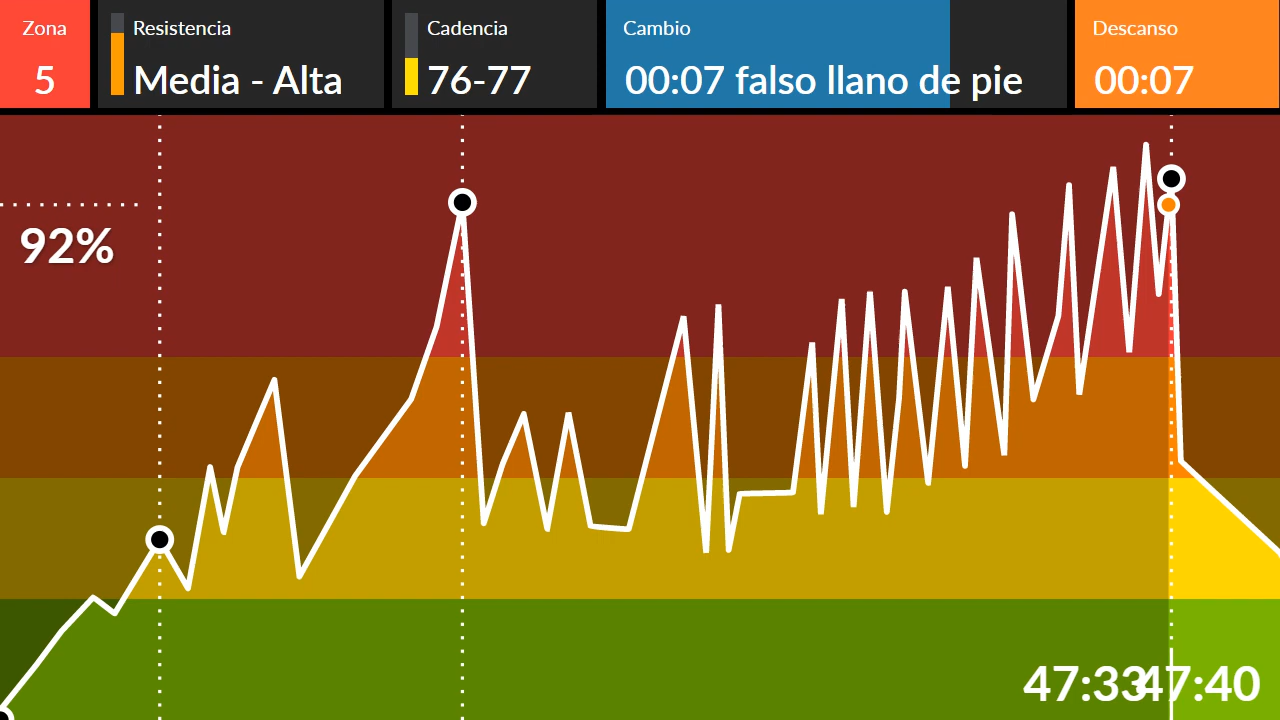 Zona
5
Resistencia
Media - Alta
Cadencia
76-77
Cambio
00:07 falso llano de pie
Descanso
00:07
92%
47:33
47:40